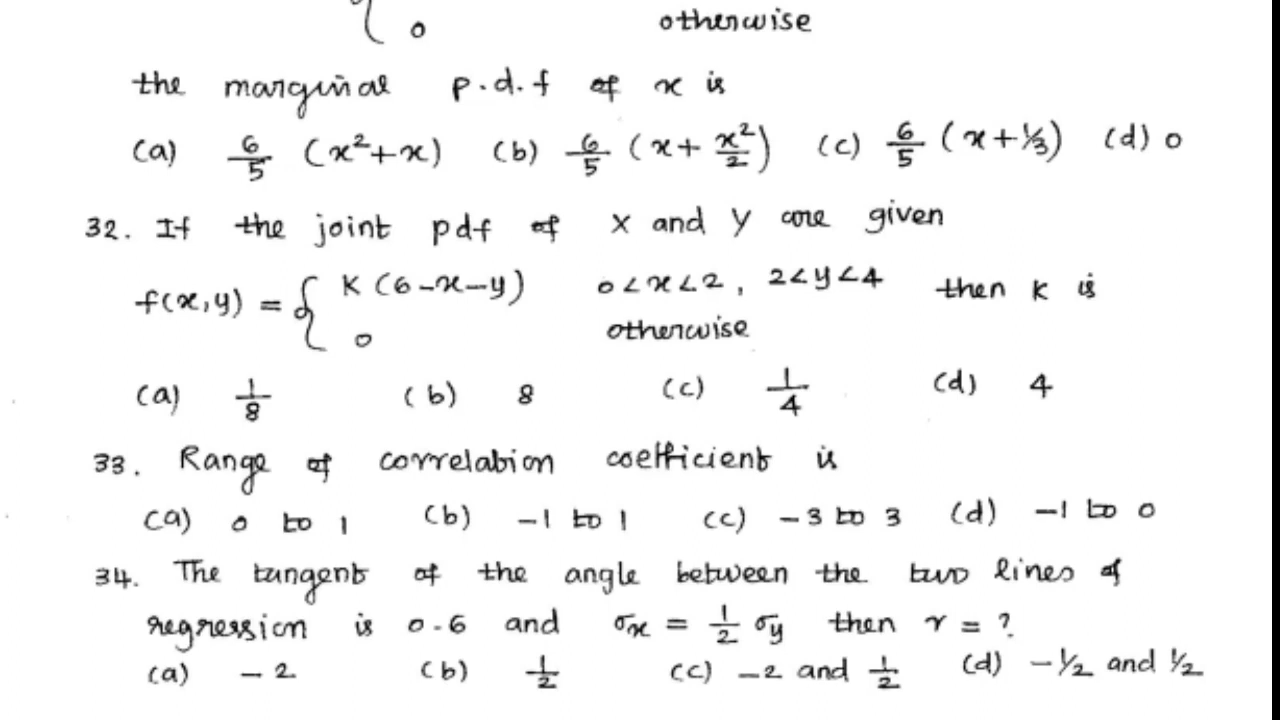 0 otherwise
the marginal p.d.f of x is
(a) 6/5 (x²+x) (b) 6/5 (x+ x²/2) (c) 6/5 (x+⅓) (d) 0
32. If the joint pdf of X and Y are given
f(x,y) = { K (6-x-y) 0<x<2, 2<y<4 then K is
0 otherwise
(a) 1/8 (b) 8 (c) 1/4 (d) 4
33. Range of correlation coefficient is
(a) 0 to 1 (b) -1 to 1 (c) -3 to 3 (d) -1 to 0
34. The tangent of the angle between the two lines of
regression is 0.6 and σx = 1/2 σy then r = ?
(a) -2 (b) 1/2 (c) -2 and 1/2 (d) -1/2 and 1/2